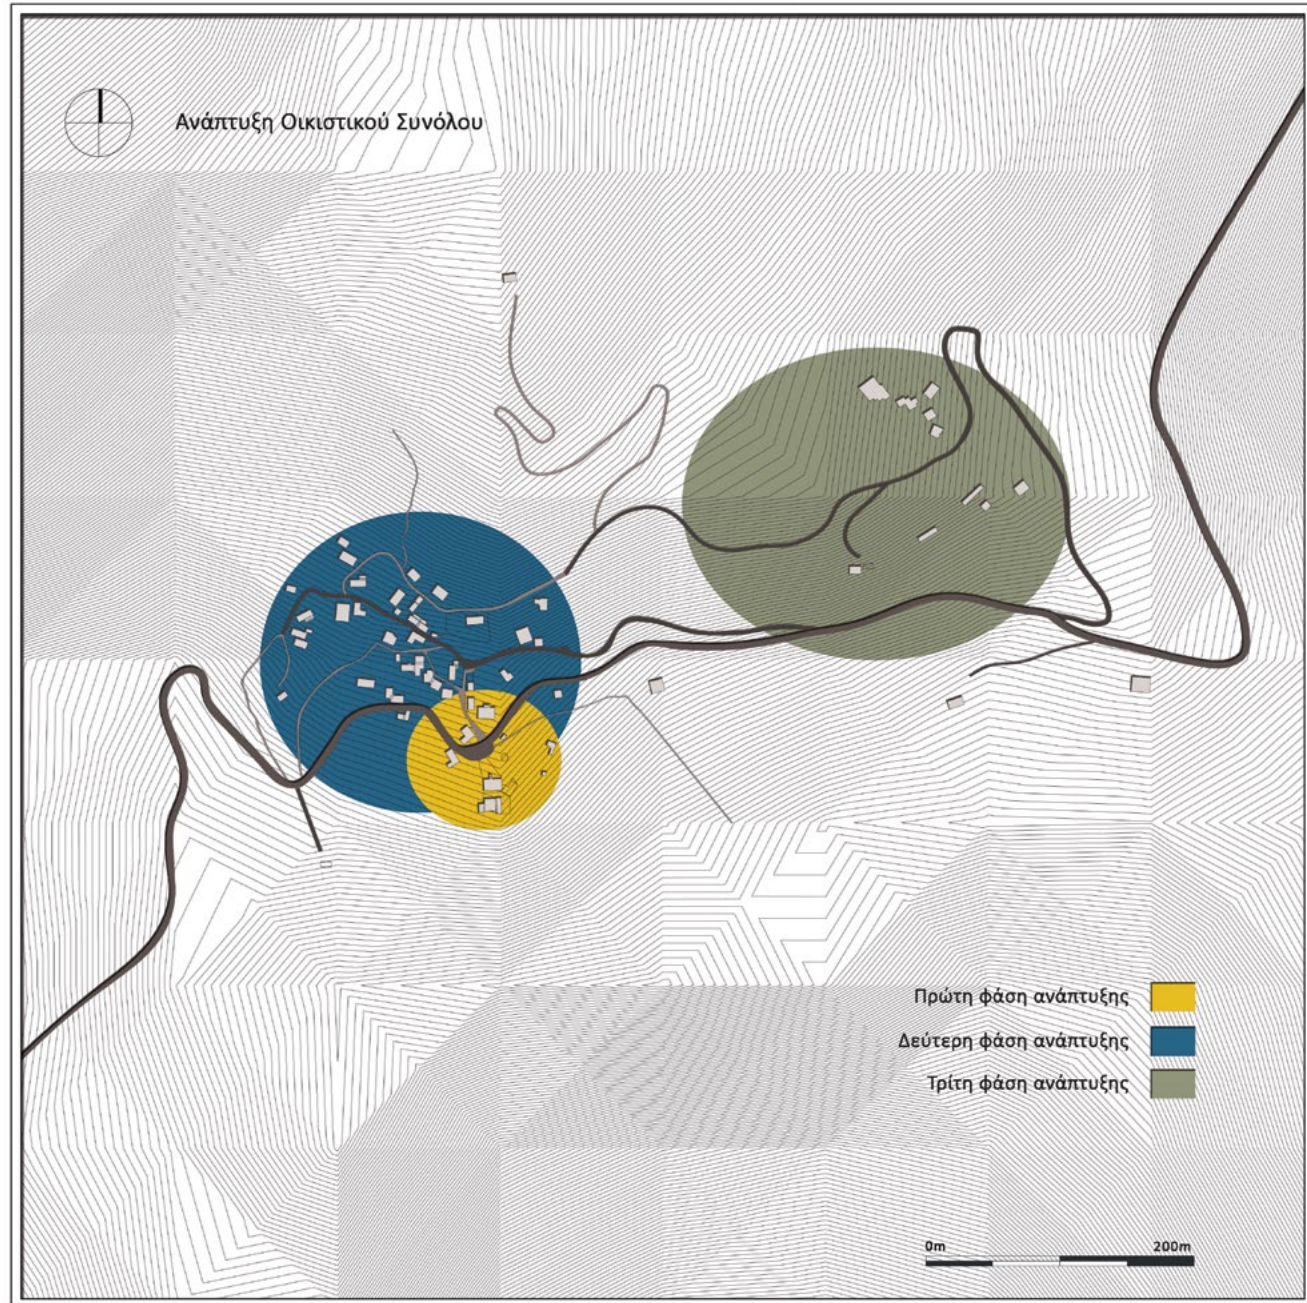 Ανάπτυξη Οικιστικού Συνόλου
Πρώτη φάση ανάπτυξης
Δεύτερη φάση ανάπτυξης
Τρίτη φάση ανάπτυξης
0m 200m